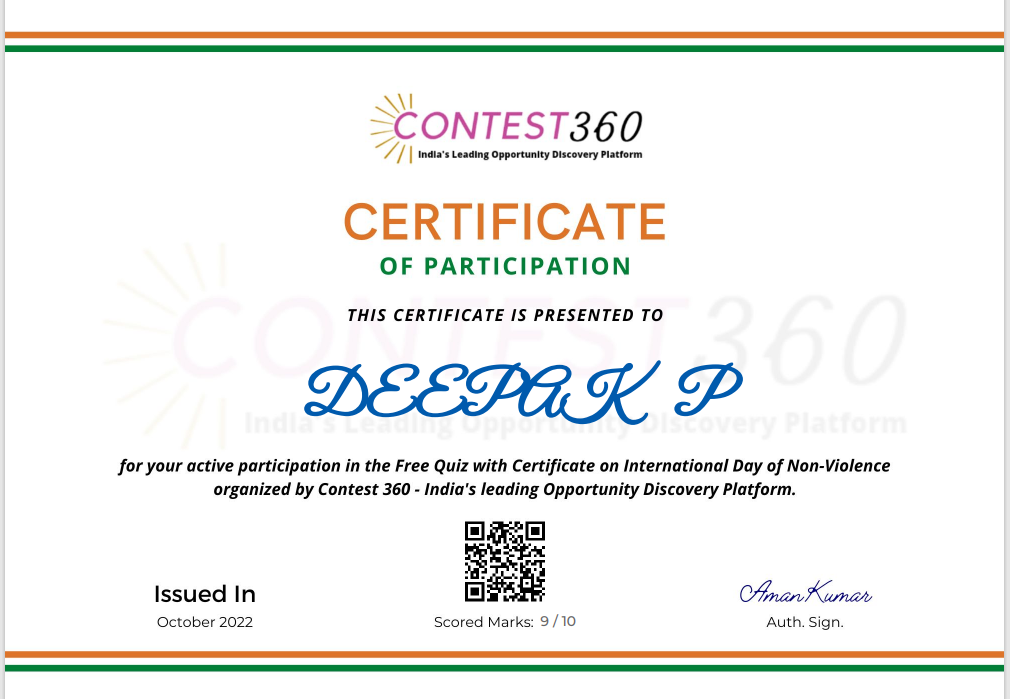 CONTEST360
India's Leading Opportunity Discovery Platform
CERTIFICATE
OF PARTICIPATION
THIS CERTIFICATE IS PRESENTED TO
CONTEST360
DEEPAK P
India's Leading Opportunity Discovery Platform
for your active participation in the Free Quiz with Certificate on International Day of Non-Violence
organized by Contest 360 - India's leading Opportunity Discovery Platform.
Issued In
October 2022
Scored Marks: 9 / 10
Aman Kumar
Auth. Sign.